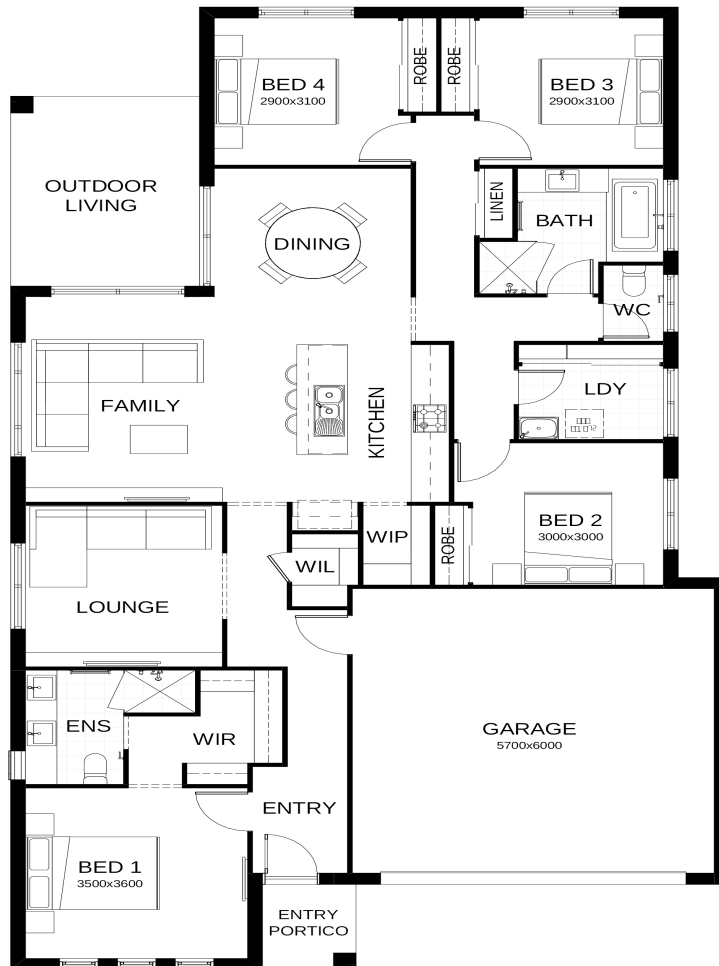 BED 4
2900x3100
ROBE
ROBE
BED 3
2900x3100
OUTDOOR
LIVING
LINEN
BATH
DINING
WC
LDY
FAMILY
KITCHEN
BED 2
3000x3000
WIP
ROBE
WIL
LOUNGE
ENS
WIR
GARAGE
5700x6000
ENTRY
BED 1
3500x3600
ENTRY
PORTICO